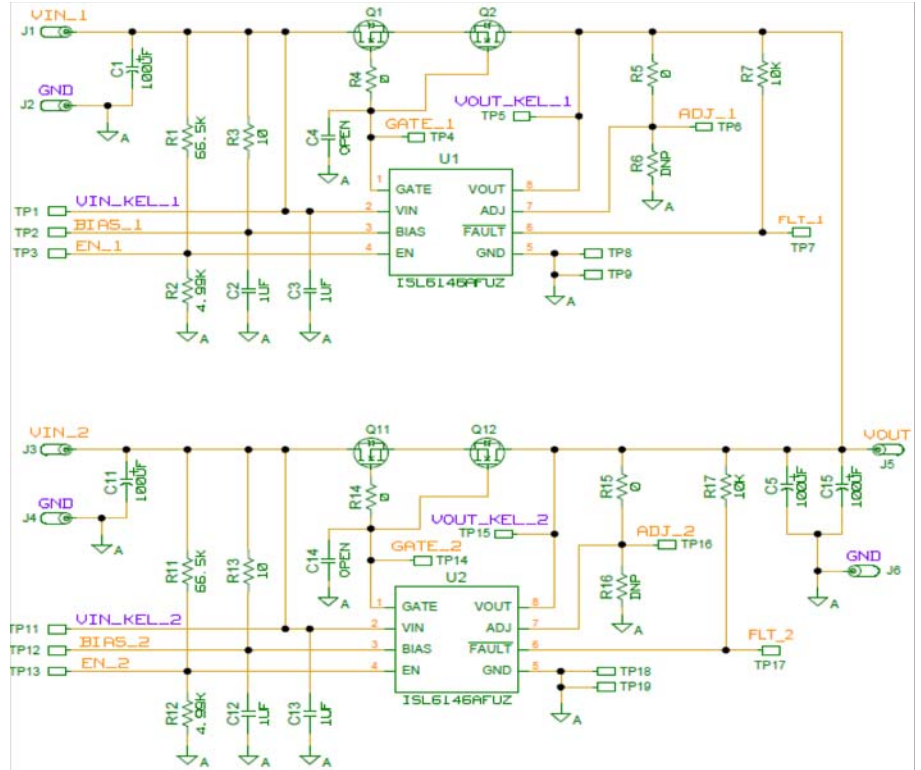 VIN_1
J1
Q1
Q2
C1
100UF
R4
0
R5
0
R7
10K
GND
J2
A
R1
66.5K
R3
10
C4
OPEN
A
VOUT_KEL_1
TP5
GATE_1
TP4
ADJ_1
TP6
R6
DNP
A
U1
1 GATE VOUT 8
TP1 VIN_KEL_1 2 VIN ADJ 7
TP2 BIAS_1 3 BIAS FAULT 6
FLT_1
TP7
TP3 EN_1 4 EN GND 5 TP8
TP9
A
ISL6146AFUZ
R2
4.99K
C2
1UF
C3
1UF
A
A
A
VIN_2
J3
Q11
Q12
VOUT
J5
C11
100UF
R14
0
R15
0
R17
10K
C5
100UF
C15
100UF
GND
J4
A
R11
66.5K
R13
10
C14
OPEN
A
VOUT_KEL_2
TP15
GATE_2
TP14
ADJ_2
TP16
R16
DNP
A
GND
J6
A
U2
1 GATE VOUT 8
TP11 VIN_KEL_2 2 VIN ADJ 7
TP12 BIAS_2 3 BIAS FAULT 6
FLT_2
TP17
TP13 EN_2 4 EN GND 5 TP18
TP19
A
ISL6146AFUZ
R12
4.99K
C12
1UF
C13
1UF
A
A
A